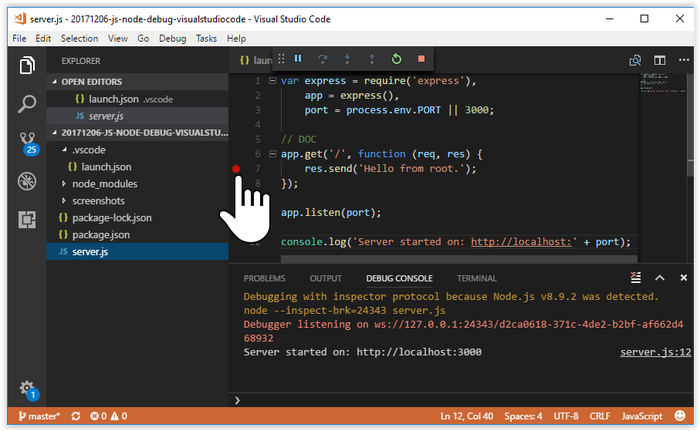 server.js - 20171206-js-node-debug-visualstudiocode - Visual Studio Code
File Edit Selection View Go Debug Tasks Help
EXPLORER
OPEN EDITORS
{} launch.json .vscode
JS server.js
20171206-JS-NODE-DEBUG-VISUALSTU...
.vscode
{} launch.json
node_modules
screenshots
{} package-lock.json
{} package.json
JS server.js
25
1
{} laun
1 var express = require('express'),
2 app = express(),
3 port = process.env.PORT || 3000;
4
5 // DOC
6 app.get('/', function (req, res) {
7 res.send('Hello from root.');
8 });
app.listen(port);
console.log('Server started on: http://localhost:' + port);
PROBLEMS OUTPUT DEBUG CONSOLE TERMINAL
Debugging with inspector protocol because Node.js v8.9.2 was detected.
node --inspect-brk=24343 server.js
Debugger listening on ws://127.0.0.1:24343/d2ca0618-371c-4de2-b2bf-af662d4
68932
Server started on: http://localhost:3000 server.js:12
master* 0 0 Ln 12, Col 40 Spaces: 4 UTF-8 CRLF JavaScript